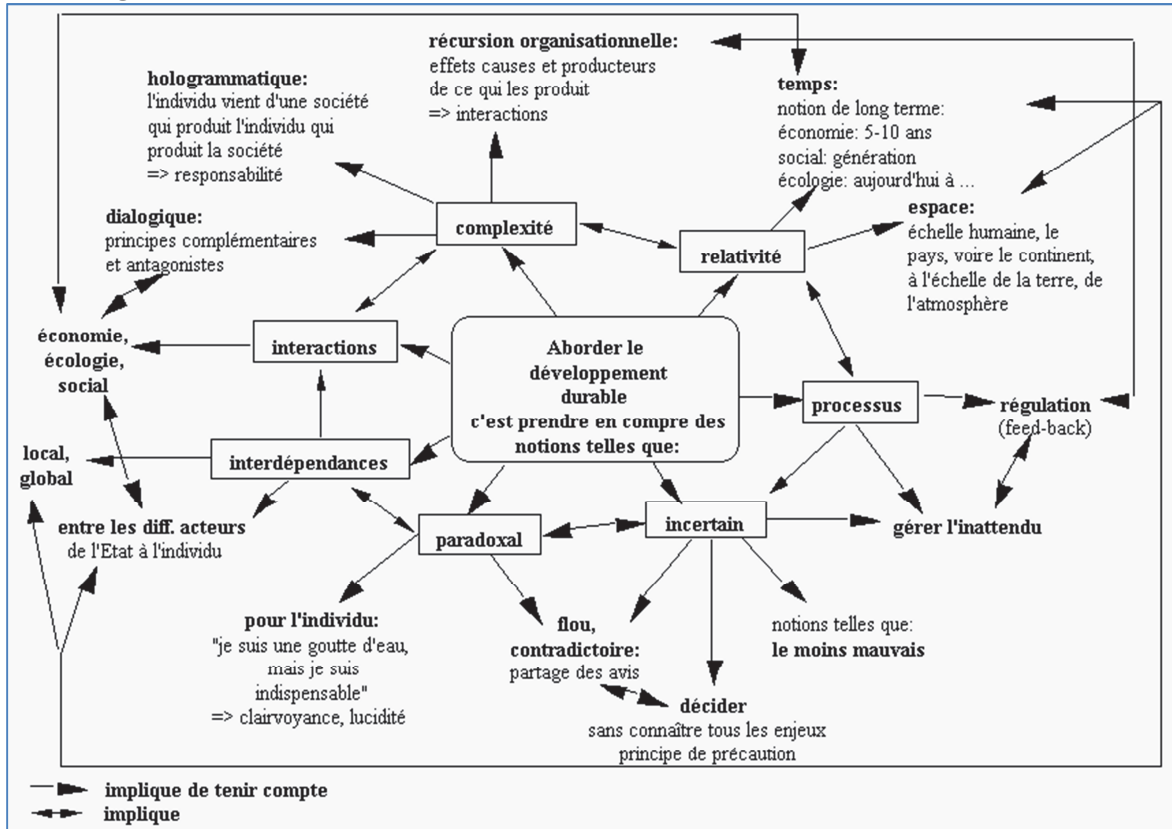 récursion organisationnelle:
effets causes et producteurs
de ce qui les produit
=> interactions
hologrammatique:
l'individu vient d'une société
qui produit l'individu qui
produit la société
=> responsabilité
temps:
notion de long terme:
économie: 5-10 ans
social: génération
écologie: aujourd'hui à ...
dialogique:
principes complémentaires
et antagonistes
complexité
relativité
espace:
échelle humaine, le
pays, voire le continent,
à l'échelle de la terre, de
l'atmosphère
économie,
écologie,
social
interactions
Aborder le
développement
durable
c'est prendre en compre des
notions telles que:
processus
régulation
(feed-back)
local,
global
interdépendances
entre les diff. acteurs
de l'Etat à l'individu
paradoxal
incertain
gérer l'inattendu
pour l'individu:
"je suis une goutte d'eau,
mais je suis
indispensable"
=> clairvoyance, lucidité
flou,
contradictoire:
partage des avis
notions telles que:
le moins mauvais
décider
sans connaître tous les enjeux
principe de précaution
implique de tenir compte
implique